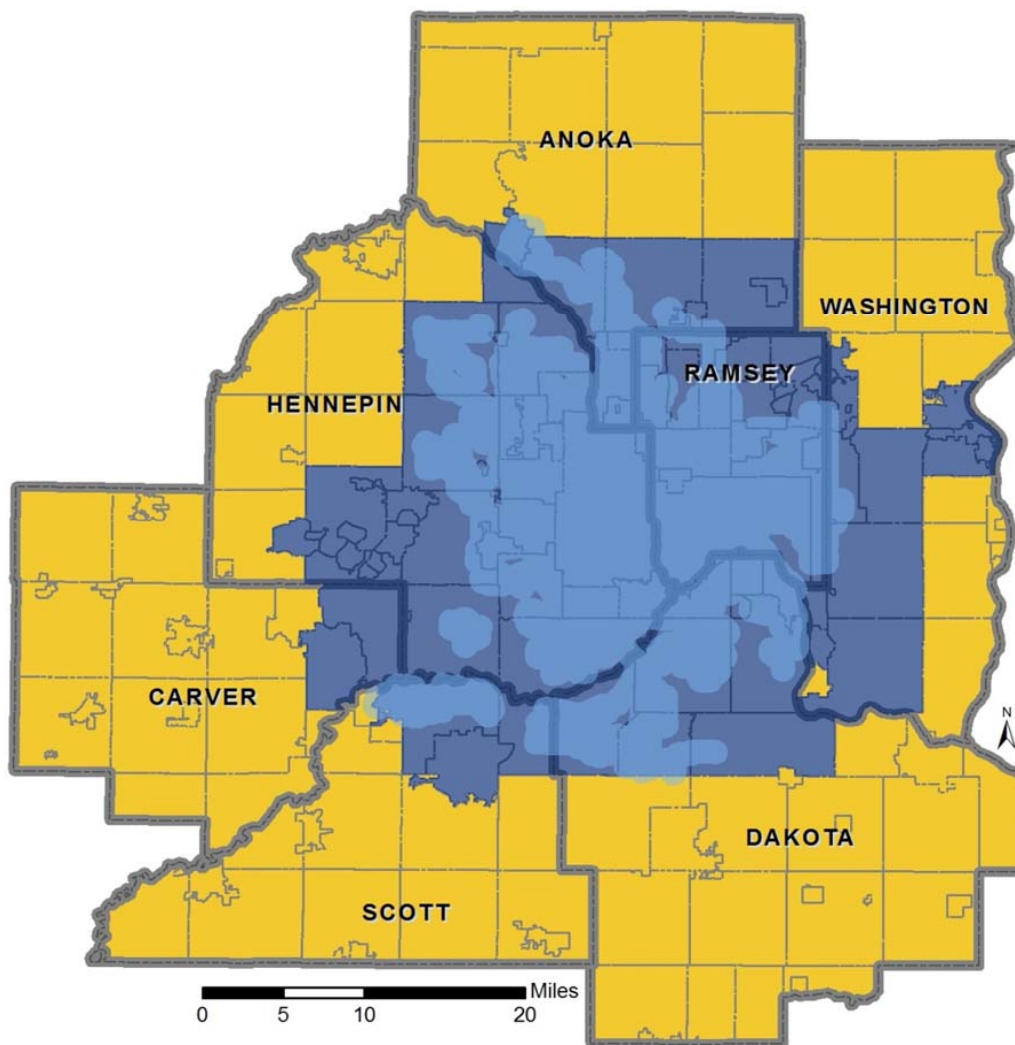 ANOKA
WASHINGTON
RAMSEY
HENNEPIN
CARVER
N
DAKOTA
SCOTT
Miles
0 5 10 20